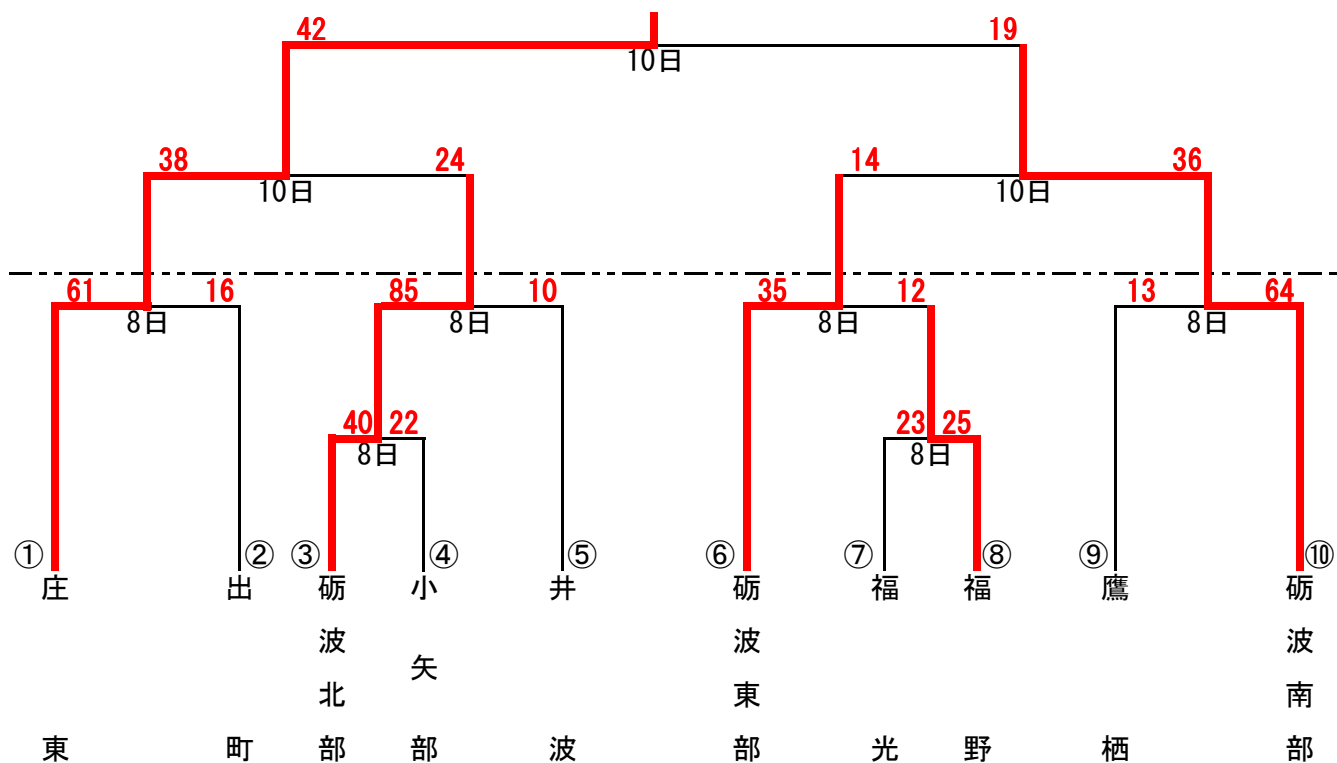 42 19
10日
38 24 14 36
10日 10日
61 16 85 10 35 12 13 64
8日 8日 8日 8日
40 22 23 25
8日 8日
① ② ③ ④ ⑤ ⑥ ⑦ ⑧ ⑨ ⑩
庄東
出町
砺波北部
小矢部
井波
砺波東部
福光
福野
鷹栖
砺波南部